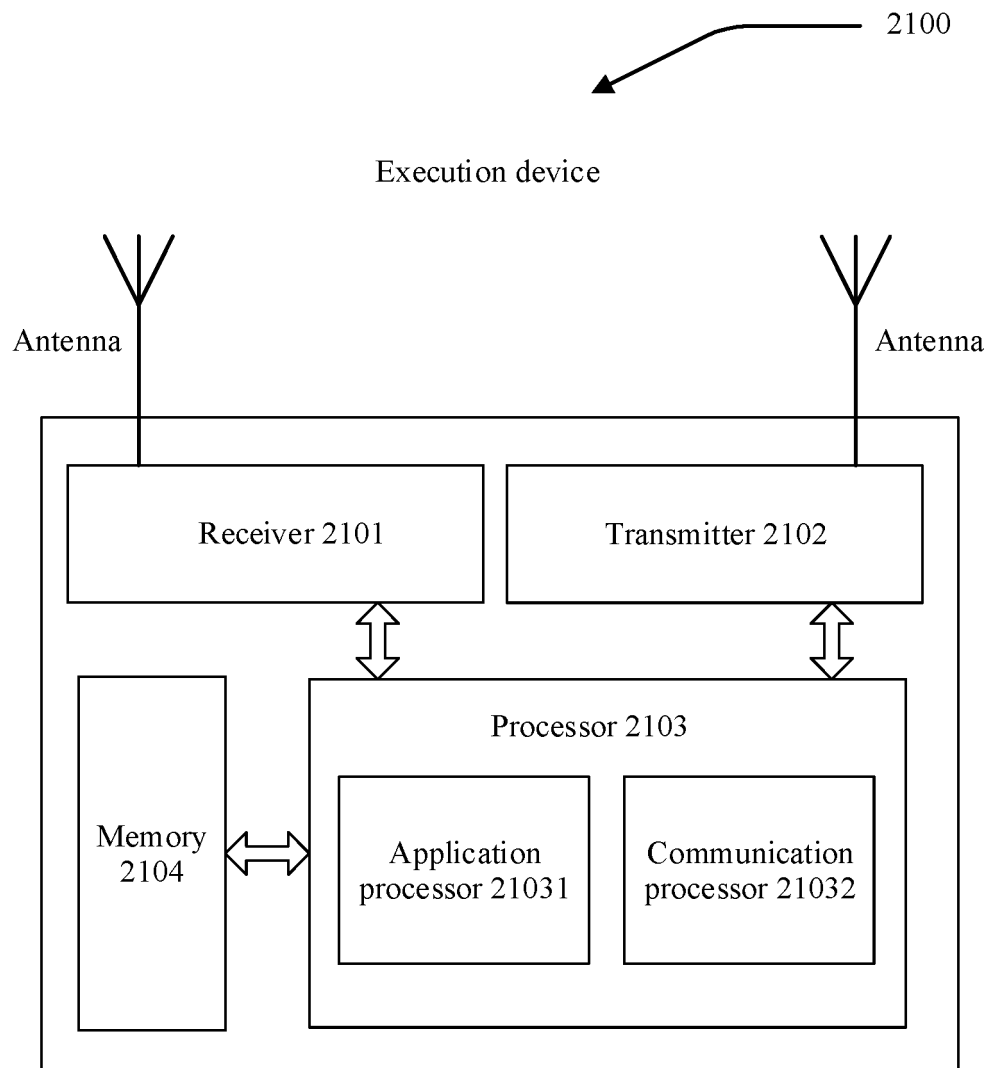 2100
Execution device
Antenna
Antenna
Receiver 2101
Transmitter 2102
Processor 2103
Memory
2104
Application
processor 21031
Communication
processor 21032